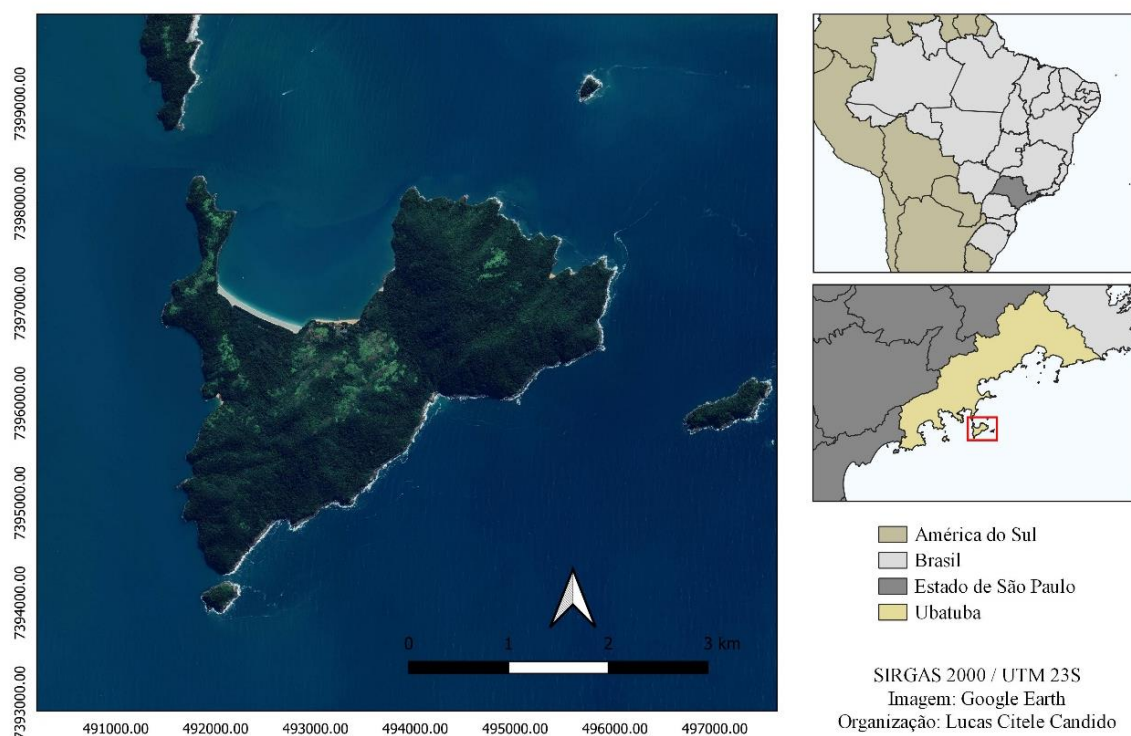 7399000.00
7398000.00
7397000.00
7396000.00
7395000.00
7394000.00
7393000.00
491000.00 492000.00 493000.00 494000.00 495000.00 496000.00 497000.00
0 1 2 3 km
América do Sul
Brasil
Estado de São Paulo
Ubatuba
SIRGAS 2000 / UTM 23S
Imagem: Google Earth
Organização: Lucas Citele Candido